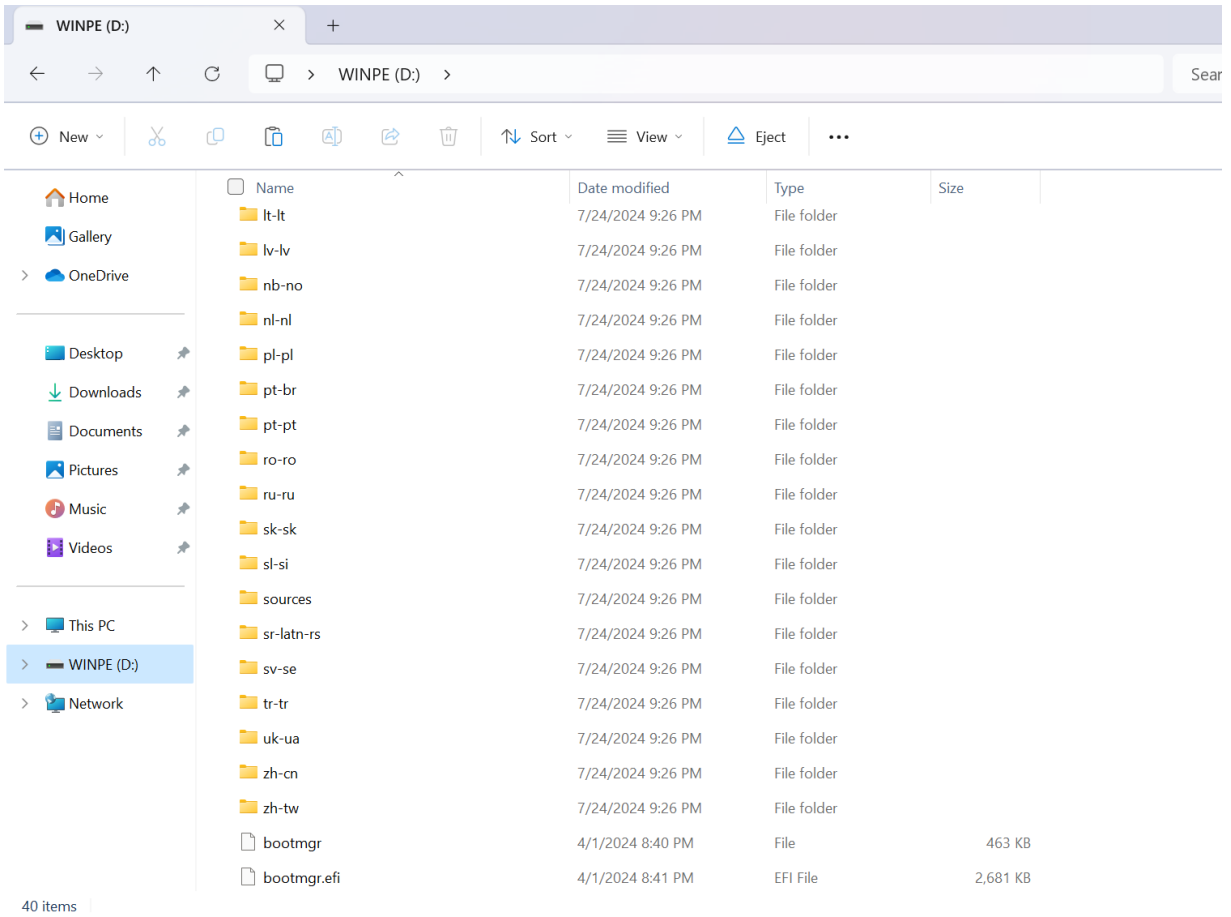 WINPE (D:)
WINPE (D:)
Sear
New
Sort
View
Eject
Name Date modified Type Size
Home
Gallery
OneDrive
Desktop
Downloads
Documents
Pictures
Music
Videos
This PC
WINPE (D:)
Network
lt-lt 7/24/2024 9:26 PM File folder
lv-lv 7/24/2024 9:26 PM File folder
nb-no 7/24/2024 9:26 PM File folder
nl-nl 7/24/2024 9:26 PM File folder
pl-pl 7/24/2024 9:26 PM File folder
pt-br 7/24/2024 9:26 PM File folder
pt-pt 7/24/2024 9:26 PM File folder
ro-ro 7/24/2024 9:26 PM File folder
ru-ru 7/24/2024 9:26 PM File folder
sk-sk 7/24/2024 9:26 PM File folder
sl-si 7/24/2024 9:26 PM File folder
sources 7/24/2024 9:26 PM File folder
sr-latn-rs 7/24/2024 9:26 PM File folder
sv-se 7/24/2024 9:26 PM File folder
tr-tr 7/24/2024 9:26 PM File folder
uk-ua 7/24/2024 9:26 PM File folder
zh-cn 7/24/2024 9:26 PM File folder
zh-tw 7/24/2024 9:26 PM File folder
bootmgr 4/1/2024 8:40 PM File 463 KB
bootmgr.efi 4/1/2024 8:41 PM EFI File 2,681 KB
40 items